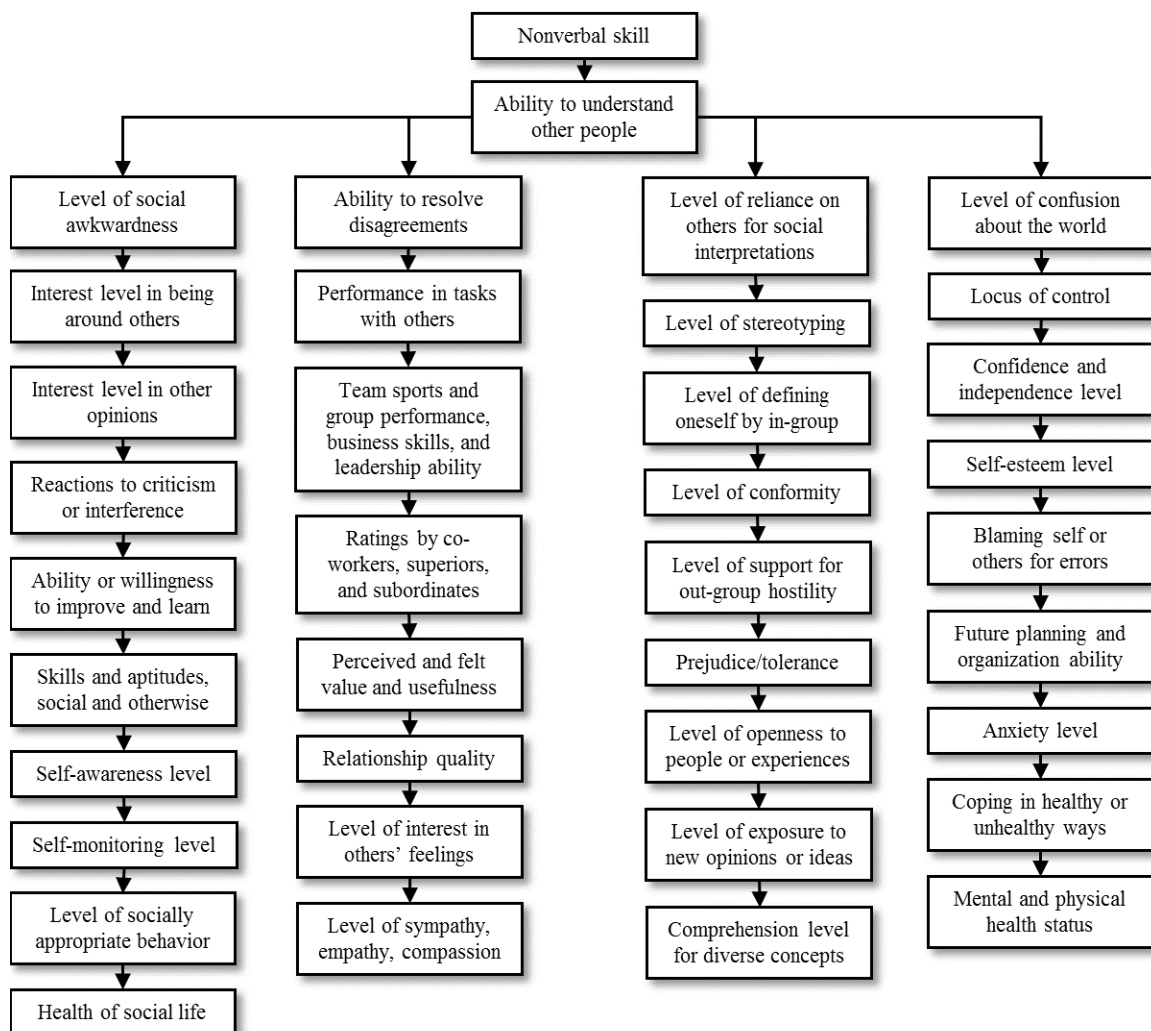 Nonverbal skill
Ability to understand
other people
Level of social
awkwardness
Interest level in being
around others
Interest level in other
opinions
Reactions to criticism
or interference
Ability or willingness
to improve and learn
Skills and aptitudes,
social and otherwise
Self-awareness level
Self-monitoring level
Level of socially
appropriate behavior
Health of social life
Ability to resolve
disagreements
Performance in tasks
with others
Team sports and
group performance,
business skills, and
leadership ability
Ratings by co-
workers, superiors,
and subordinates
Perceived and felt
value and usefulness
Relationship quality
Level of interest in
others’ feelings
Level of sympathy,
empathy, compassion
Level of reliance on
others for social
interpretations
Level of stereotyping
Level of defining
oneself by in-group
Level of conformity
Level of support for
out-group hostility
Prejudice/tolerance
Level of openness to
people or experiences
Level of exposure to
new opinions or ideas
Comprehension level
for diverse concepts
Level of confusion
about the world
Locus of control
Confidence and
independence level
Self-esteem level
Blaming self or
others for errors
Future planning and
organization ability
Anxiety level
Coping in healthy or
unhealthy ways
Mental and physical
health status